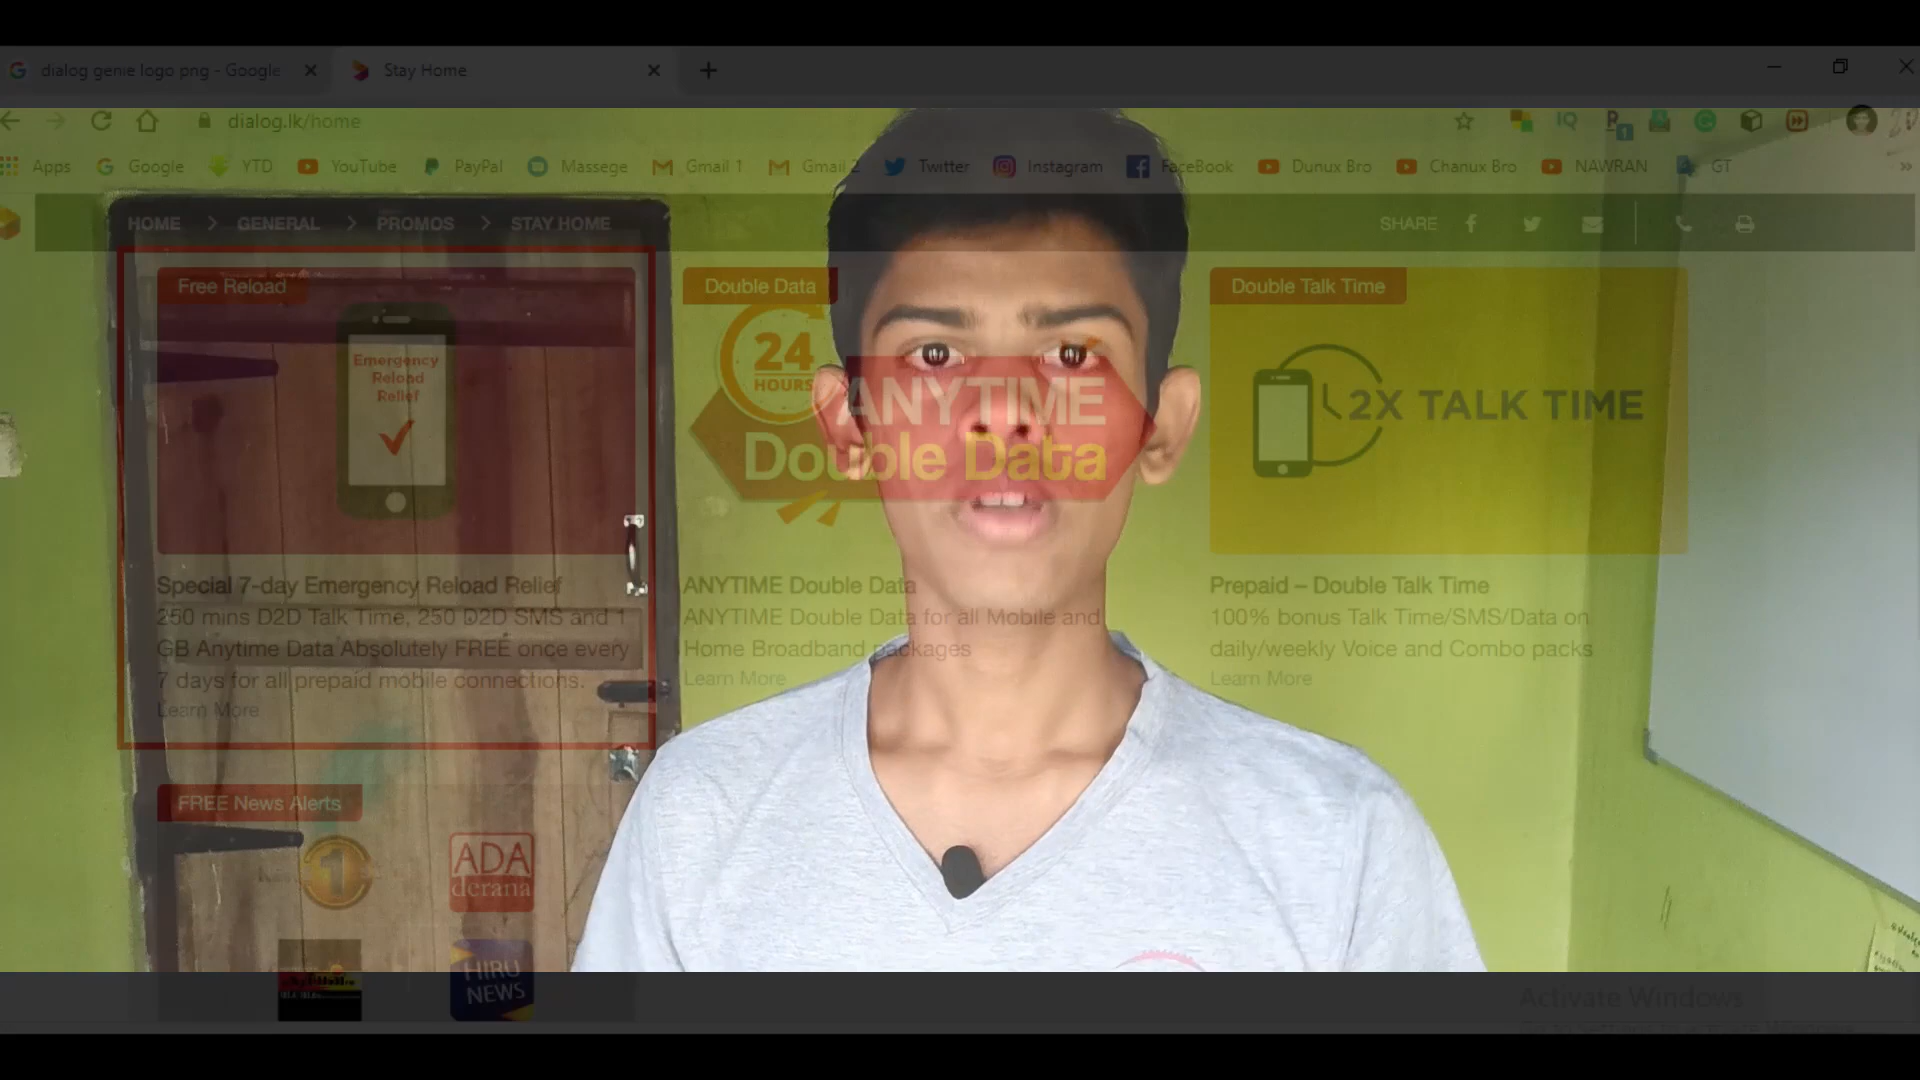 dialog genie logo png - Google
Stay Home
dialog.lk/home
Apps
Google
YTD
YouTube
PayPal
Massege
Gmail 1
Gmail 2
Twitter
Instagram
FaceBook
Dunux Bro
Chanux Bro
NAWRAN
GT
HOME > GENERAL > PROMOS > STAY HOME
SHARE
Free Reload
Emergency
Reload
Relief
Special 7-day Emergency Reload Relief
250 mins D2D Talk Time, 250 D2D SMS and 1
GB Anytime Data Absolutely FREE once every
7 days for all prepaid mobile connections.
Learn More
Double Data
24
HOURS
ANYTIME
Double Data
ANYTIME Double Data
ANYTIME Double Data for all Mobile and
Home Broadband packages
Learn More
Double Talk Time
2X TALK TIME
Prepaid – Double Talk Time
100% bonus Talk Time/SMS/Data on
daily/weekly Voice and Combo packs
Learn More
FREE News Alerts
1
ADA
derana
HIRU
NEWS
Activate Windows